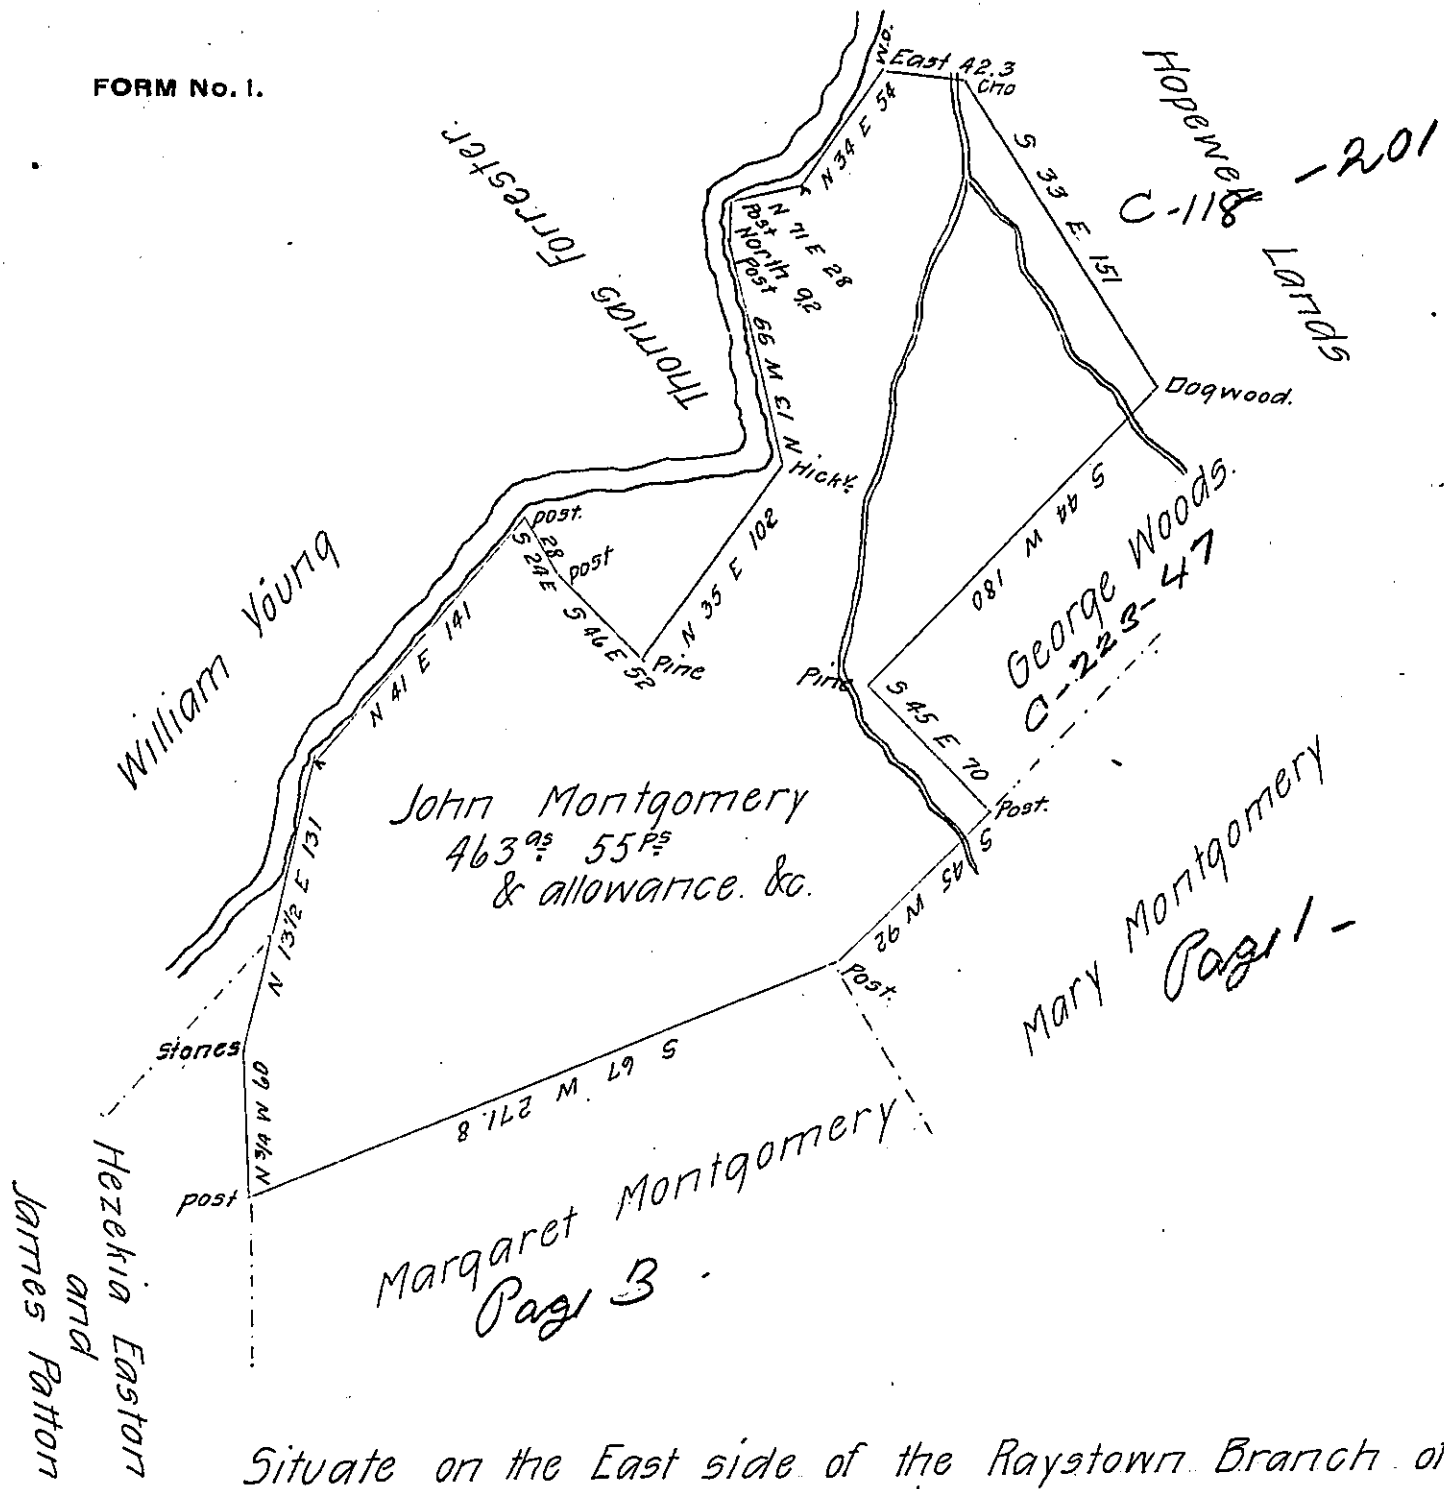 FORM No. 1.
W.O.
East 42.3
Cho
Hopewell
Lands
C-118 -201
S 33 E 151
N 34 E 54
N 71 E 28
Post
North 92
Post
N 13 W 99
Thomas Forrester.
Dogwood.
Hicky.
S 44 W 180
George Woods.
C-223-47
post.
28
S 24 E
post
S 46 E 52
Pine
N 35 E 102
William Young
N 41 E 141
Pine
S 45 E 70
Post.
John Montgomery
463 as 55 Ps
& allowance. &c.
S 45 W 92
Post.
Mary Montgomery
Page 1 -
N 13 1/2 E 131
Stones
N 3/4 W 60
S 67 W 271.8
post
Margaret Montgomery
Page 3
Hezekia Eastan
and
James Patton
Situate on the East side of the Raystown Branch of